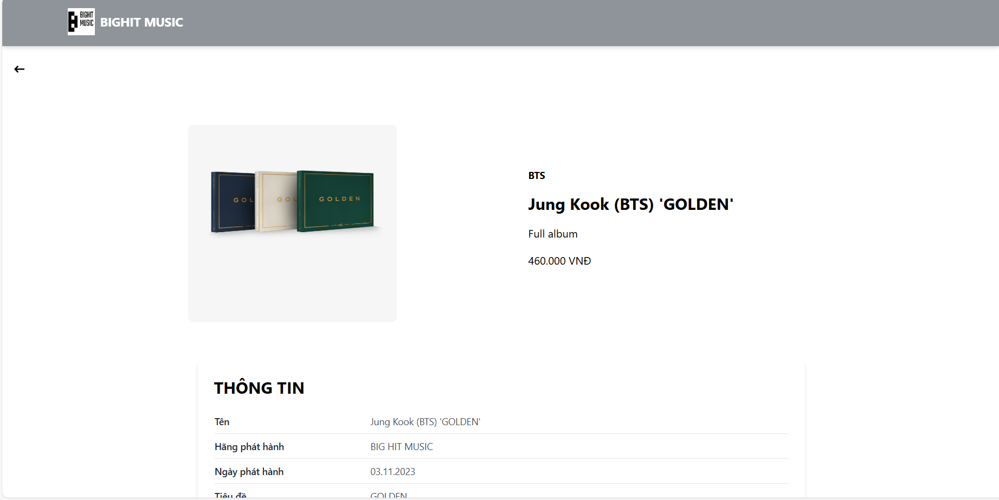 BIGHIT
MUSIC
BIGHIT MUSIC
GOL
GOL
GOLDEN
BTS
Jung Kook (BTS) 'GOLDEN'
Full album
460.000 VNĐ
THÔNG TIN
Tên Jung Kook (BTS) 'GOLDEN'
Hãng phát hành BIG HIT MUSIC
Ngày phát hành 03.11.2023
Tiêu đề GOLDEN